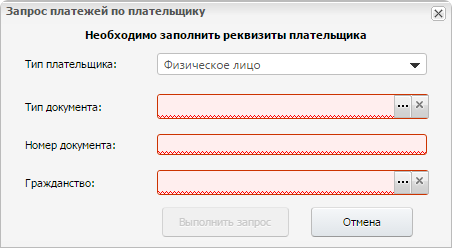 Запрос платежей по плательщику
Необходимо заполнить реквизиты плательщика
Тип плательщика: Физическое лицо
Тип документа:
Номер документа:
Гражданство:
Выполнить запрос Отмена